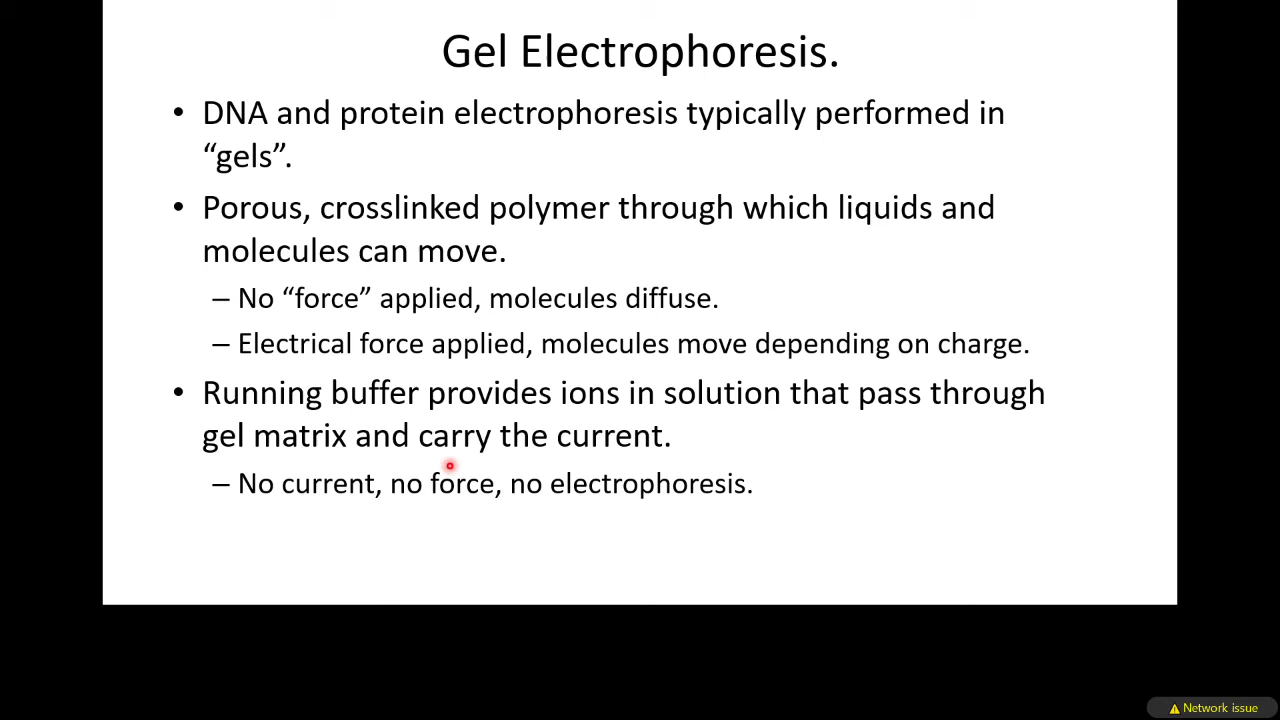 Gel Electrophoresis.
• DNA and protein electrophoresis typically performed in
“gels”.
• Porous, crosslinked polymer through which liquids and
molecules can move.
– No “force” applied, molecules diffuse.
– Electrical force applied, molecules move depending on charge.
• Running buffer provides ions in solution that pass through
gel matrix and carry the current.
– No current, no force, no electrophoresis.
Network issue